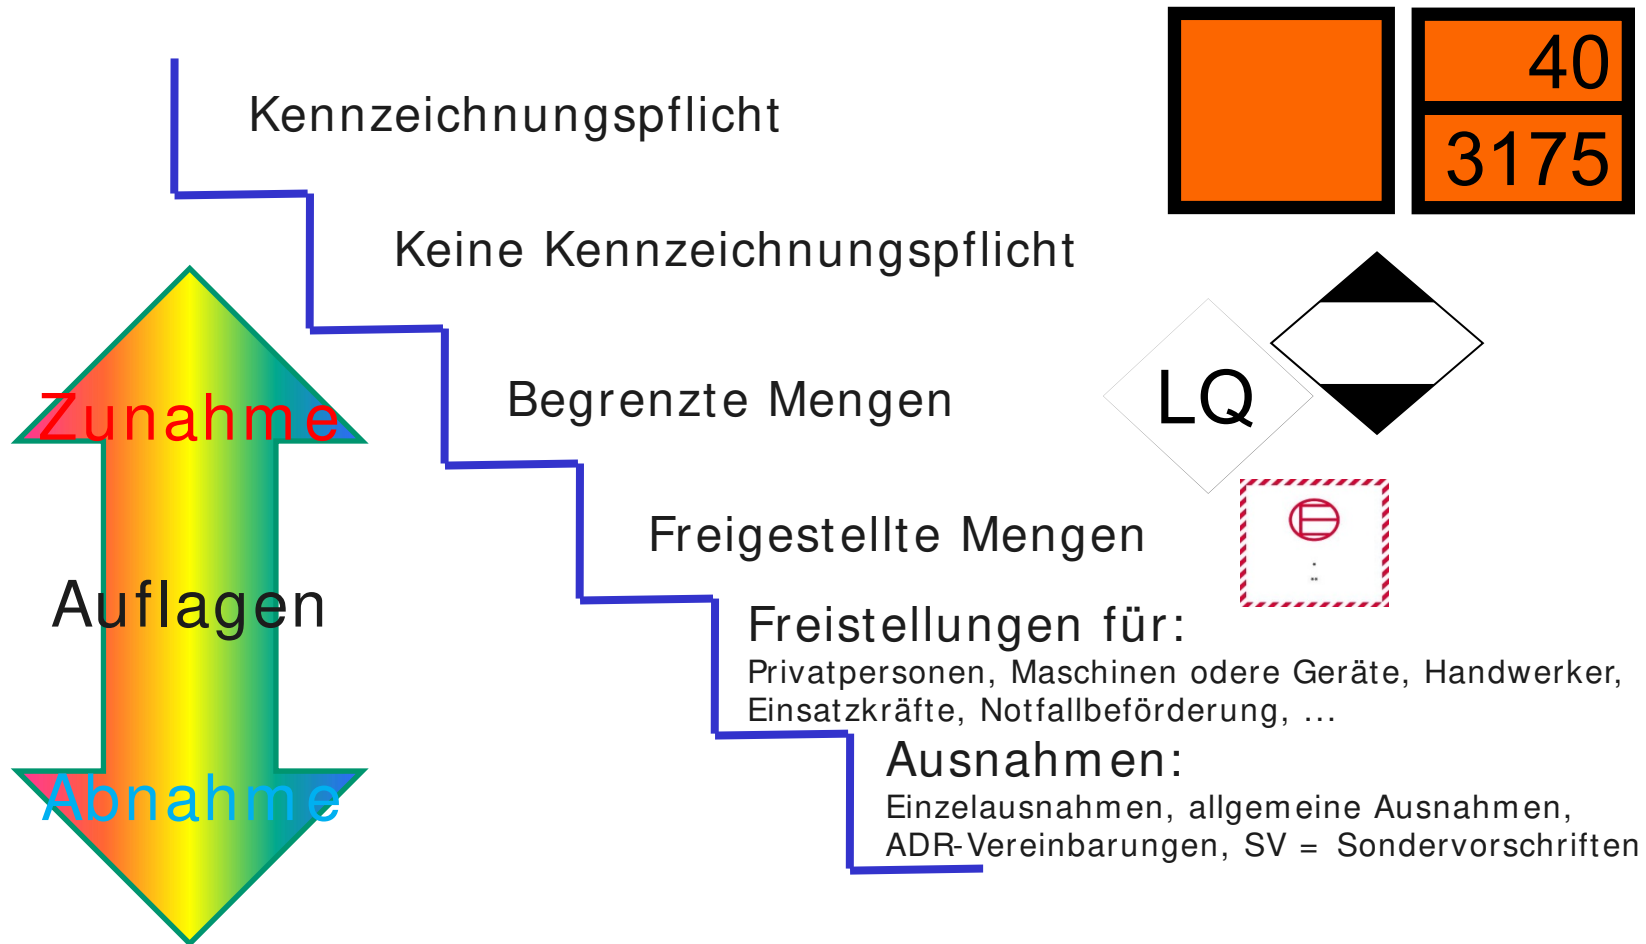 Kennzeichnungspflicht
40
3175
Keine Kennzeichnungspflicht
Begrenzte Mengen
LQ
Freigestellte Mengen
E
*
**
Freistellungen für:
Privatpersonen, Maschinen odere Geräte, Handwerker,
Einsatzkräfte, Notfallbeförderung, ...
Ausnahmen:
Einzelausnahmen, allgemeine Ausnahmen,
ADR-Vereinbarungen, SV = Sondervorschriften
Zunahme
Auflagen
Abnahme